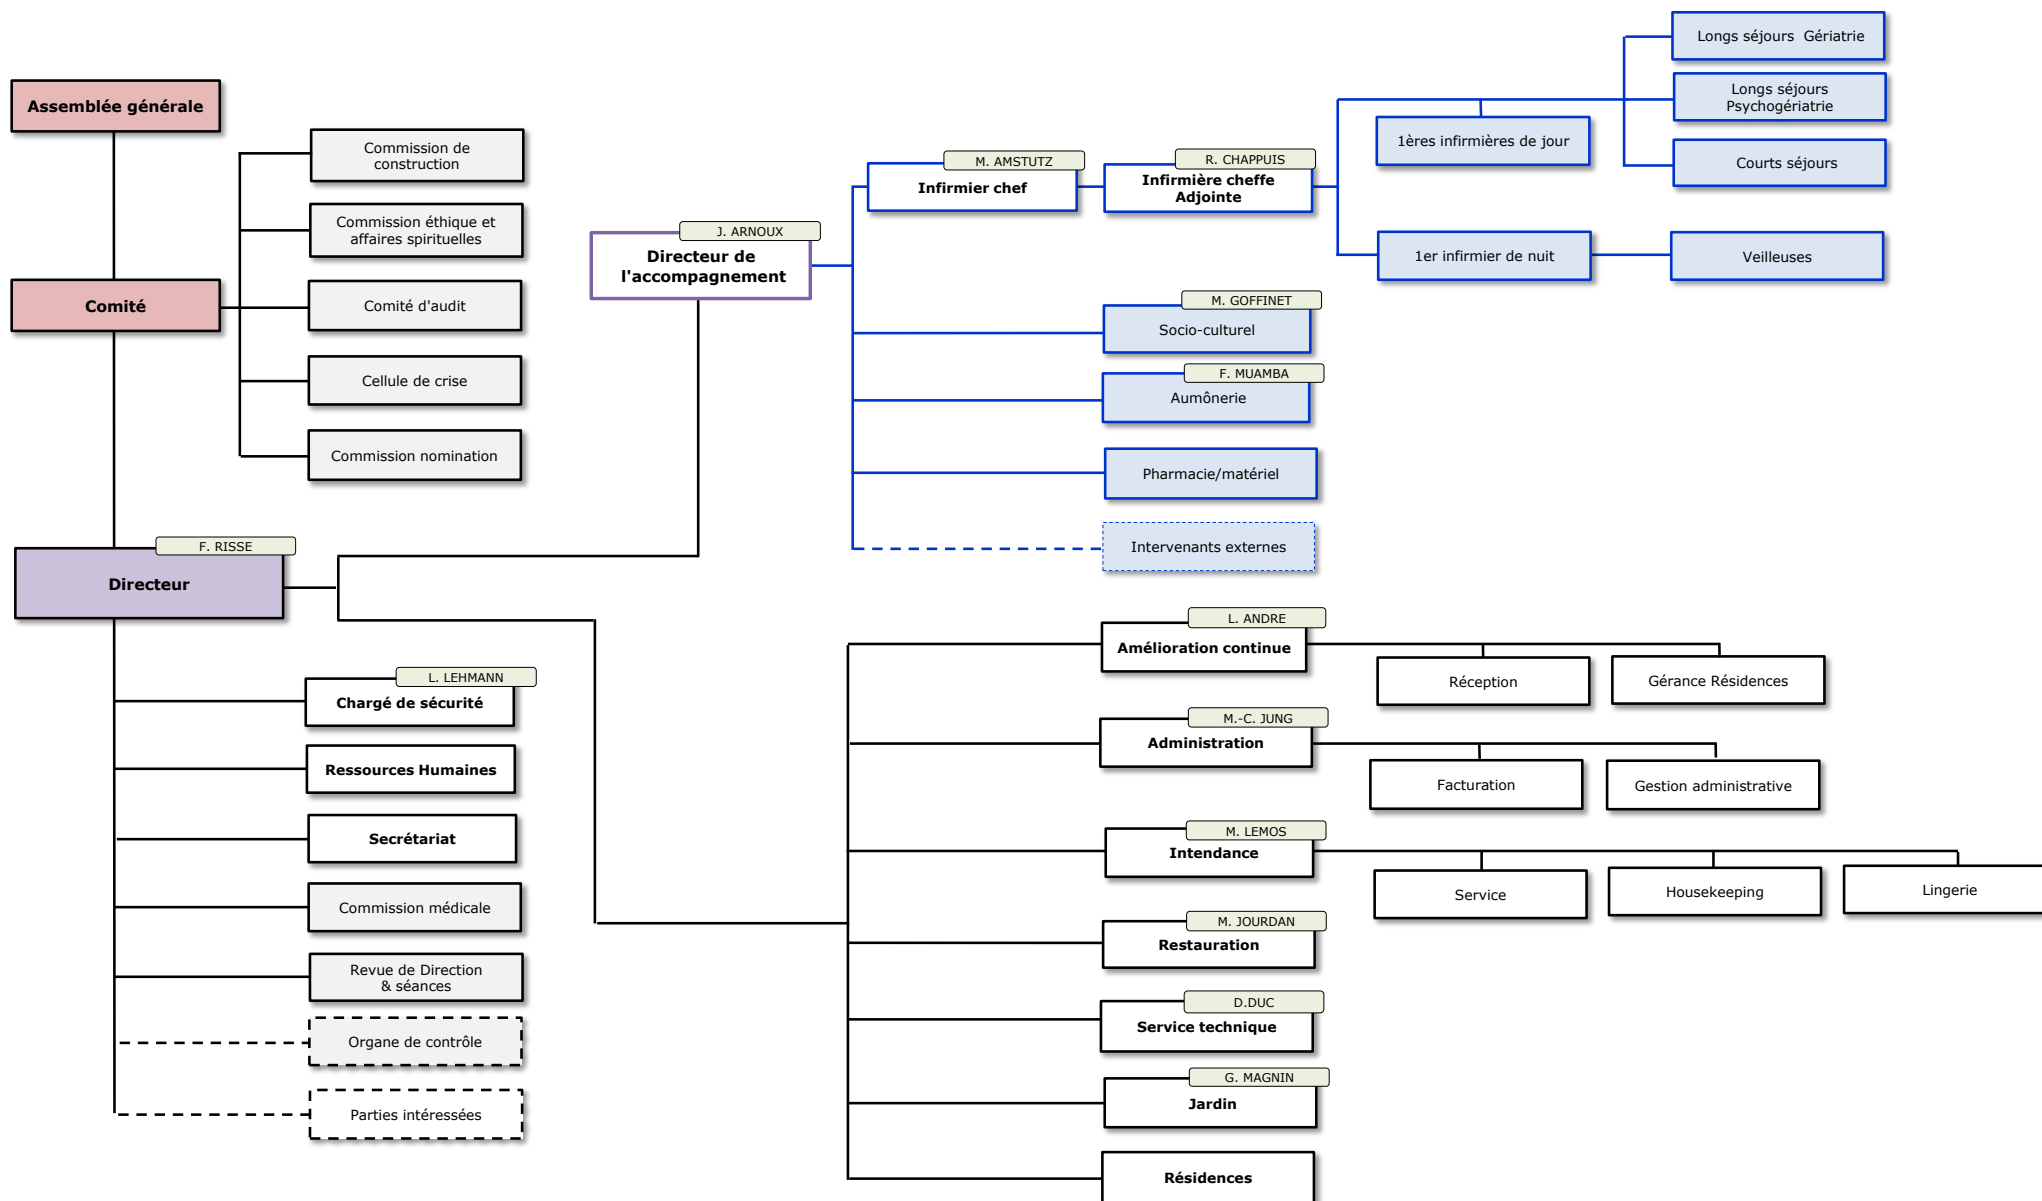 Assemblée générale
Commission de
construction
Commission éthique et
affaires spirituelles
Comité
Comité d'audit
Cellule de crise
Commission nomination
F. RISSE
Directeur
L. LEHMANN
Chargé de sécurité
Ressources Humaines
Secrétariat
Commission médicale
Revue de Direction
& séances
Organe de contrôle
Parties intéressées
J. ARNOUX
Directeur de
l'accompagnement
M. AMSTUTZ
Infirmier chef
R. CHAPPUIS
Infirmière cheffe
Adjointe
1ères infirmières de jour
Longs séjours  Gériatrie
Longs séjours
Psychogériatrie
Courts séjours
1er infirmier de nuit
Veilleuses
M. GOFFINET
Socio-culturel
F. MUAMBA
Aumônerie
Pharmacie/matériel
Intervenants externes
L. ANDRE
Amélioration continue
Réception
Gérance Résidences
M.-C. JUNG
Administration
Facturation
Gestion administrative
M. LEMOS
Intendance
Service
Housekeeping
Lingerie
M. JOURDAN
Restauration
D.DUC
Service technique
G. MAGNIN
Jardin
Résidences